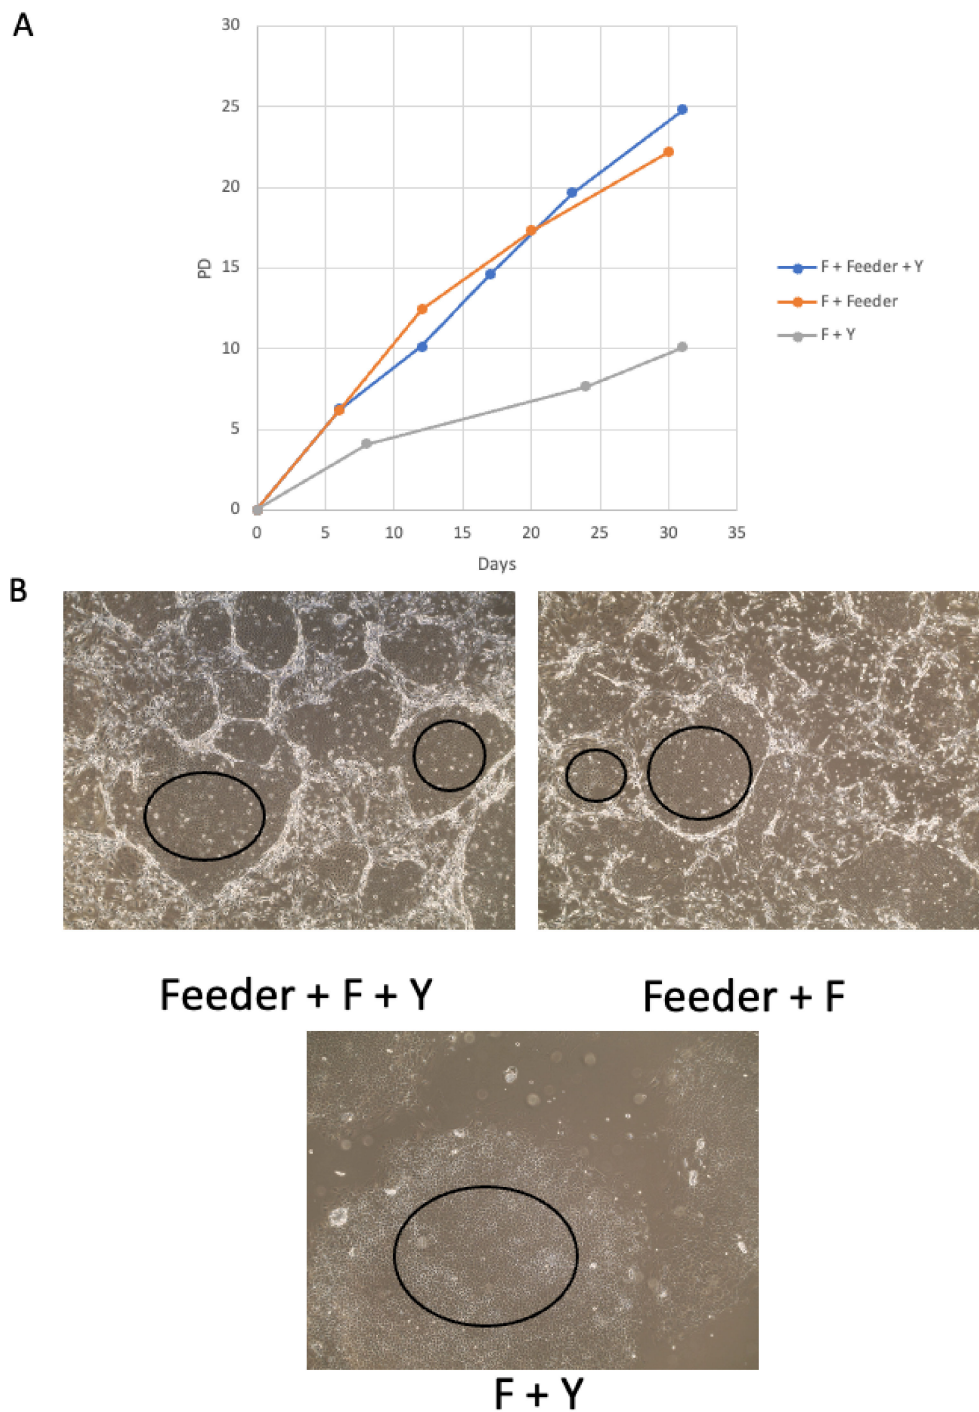 A
30
25
20
15
10
5
0
PD
0 5 10 15 20 25 30 35
Days
F + Feeder + Y
F + Feeder
F + Y
B
Feeder + F + Y
Feeder + F
F + Y